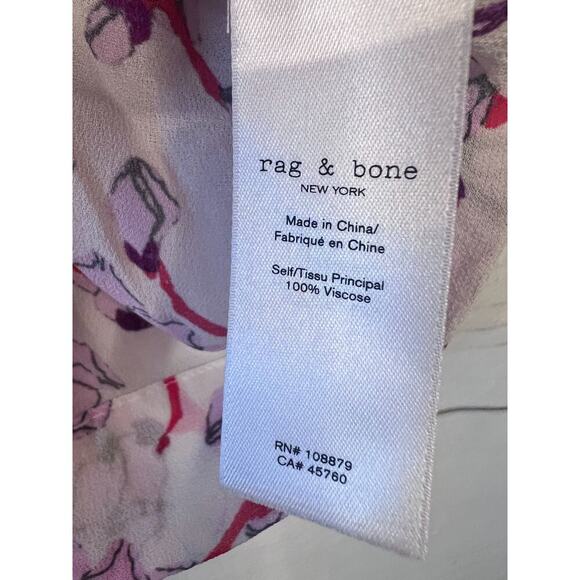 rag & bone
NEW YORK
Made in China/
Fabriqué en Chine
Self/Tissu Principal
100% Viscose
RN# 108879
CA# 45760